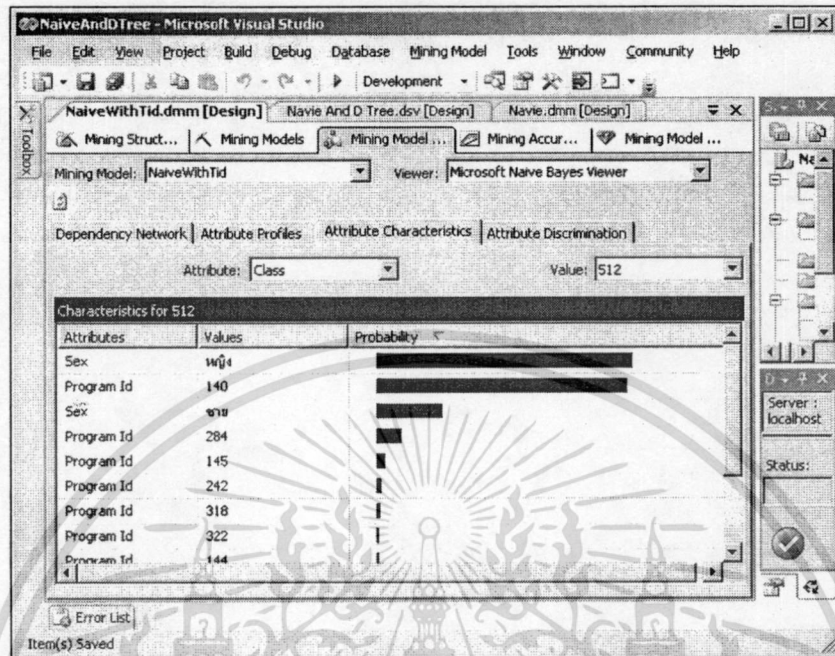 NaiveAndDTree - Microsoft Visual Studio
File Edit View Project Build Debug Database Mining Model Tools Window Community Help
Development
NaiveWithTid.dmm [Design] Navie And D Tree.dsv [Design] Navie.dmm [Design]
Toolbox
Mining Struct... Mining Models Mining Model ... Mining Accur... Mining Model ...
Mining Model: NaiveWithTid Viewer: Microsoft Naive Bayes Viewer
Dependency Network Attribute Profiles Attribute Characteristics Attribute Discrimination
Attribute: Class Value: 512
Characteristics for 512
Attributes Values Probability
Sex หญิง
Program Id 140
Sex ชาย
Program Id 284
Program Id 145
Program Id 242
Program Id 318
Program Id 322
Program Id 144
Server :
localhost
Status:
Error List
Item(s) Saved